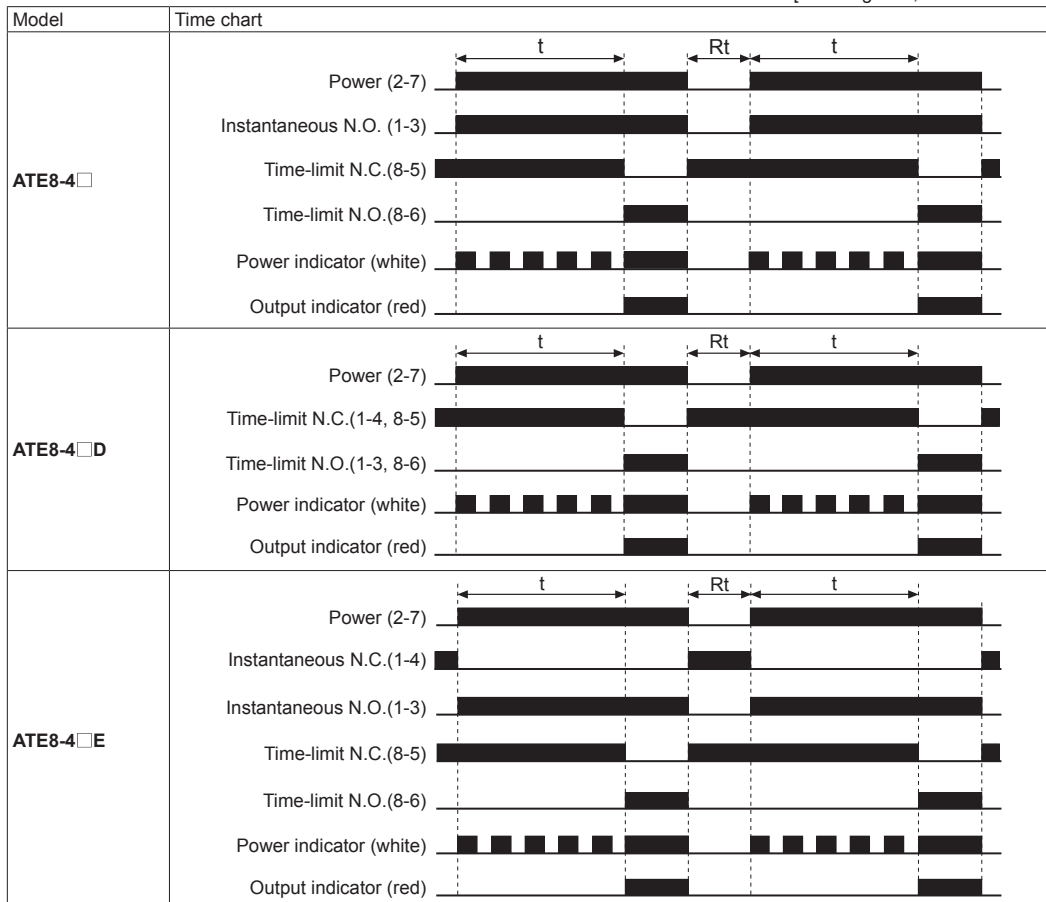 Model Time chart
ATE8-4□
t Rt t
Power (2-7)
Instantaneous N.O. (1-3)
Time-limit N.C.(8-5)
Time-limit N.O.(8-6)
Power indicator (white)
Output indicator (red)
ATE8-4□D
t Rt t
Power (2-7)
Time-limit N.C.(1-4, 8-5)
Time-limit N.O.(1-3, 8-6)
Power indicator (white)
Output indicator (red)
ATE8-4□E
t Rt t
Power (2-7)
Instantaneous N.C.(1-4)
Instantaneous N.O.(1-3)
Time-limit N.C.(8-5)
Time-limit N.O.(8-6)
Power indicator (white)
Output indicator (red)